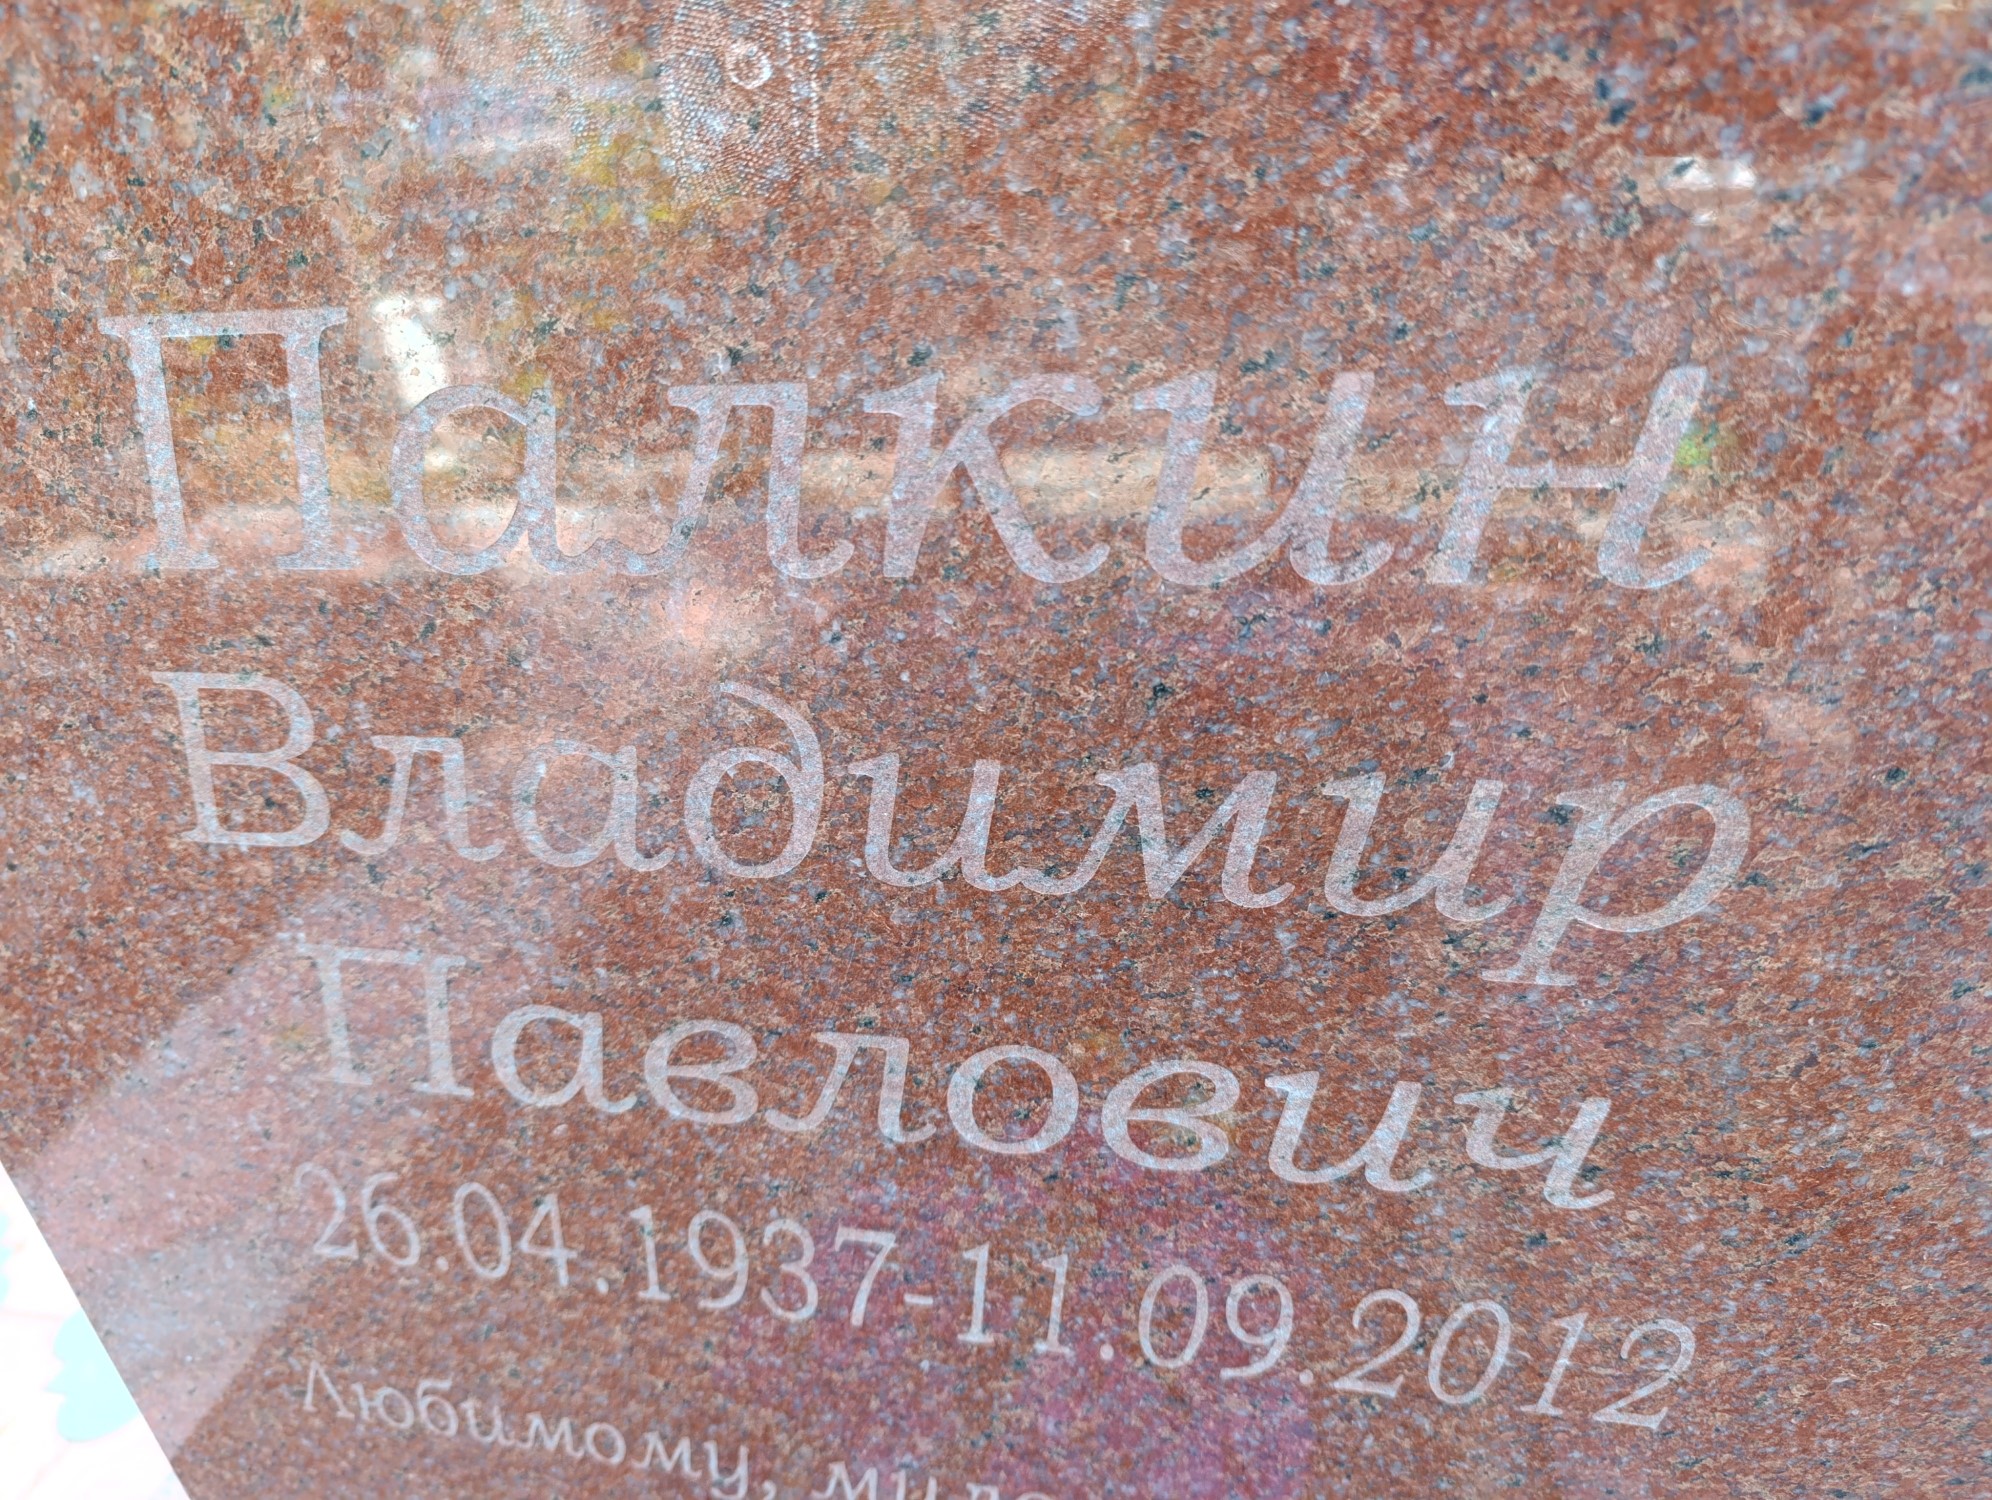 Палкин
Владимир
Павлович
26.04.1937-11.09.2012
Любимому,